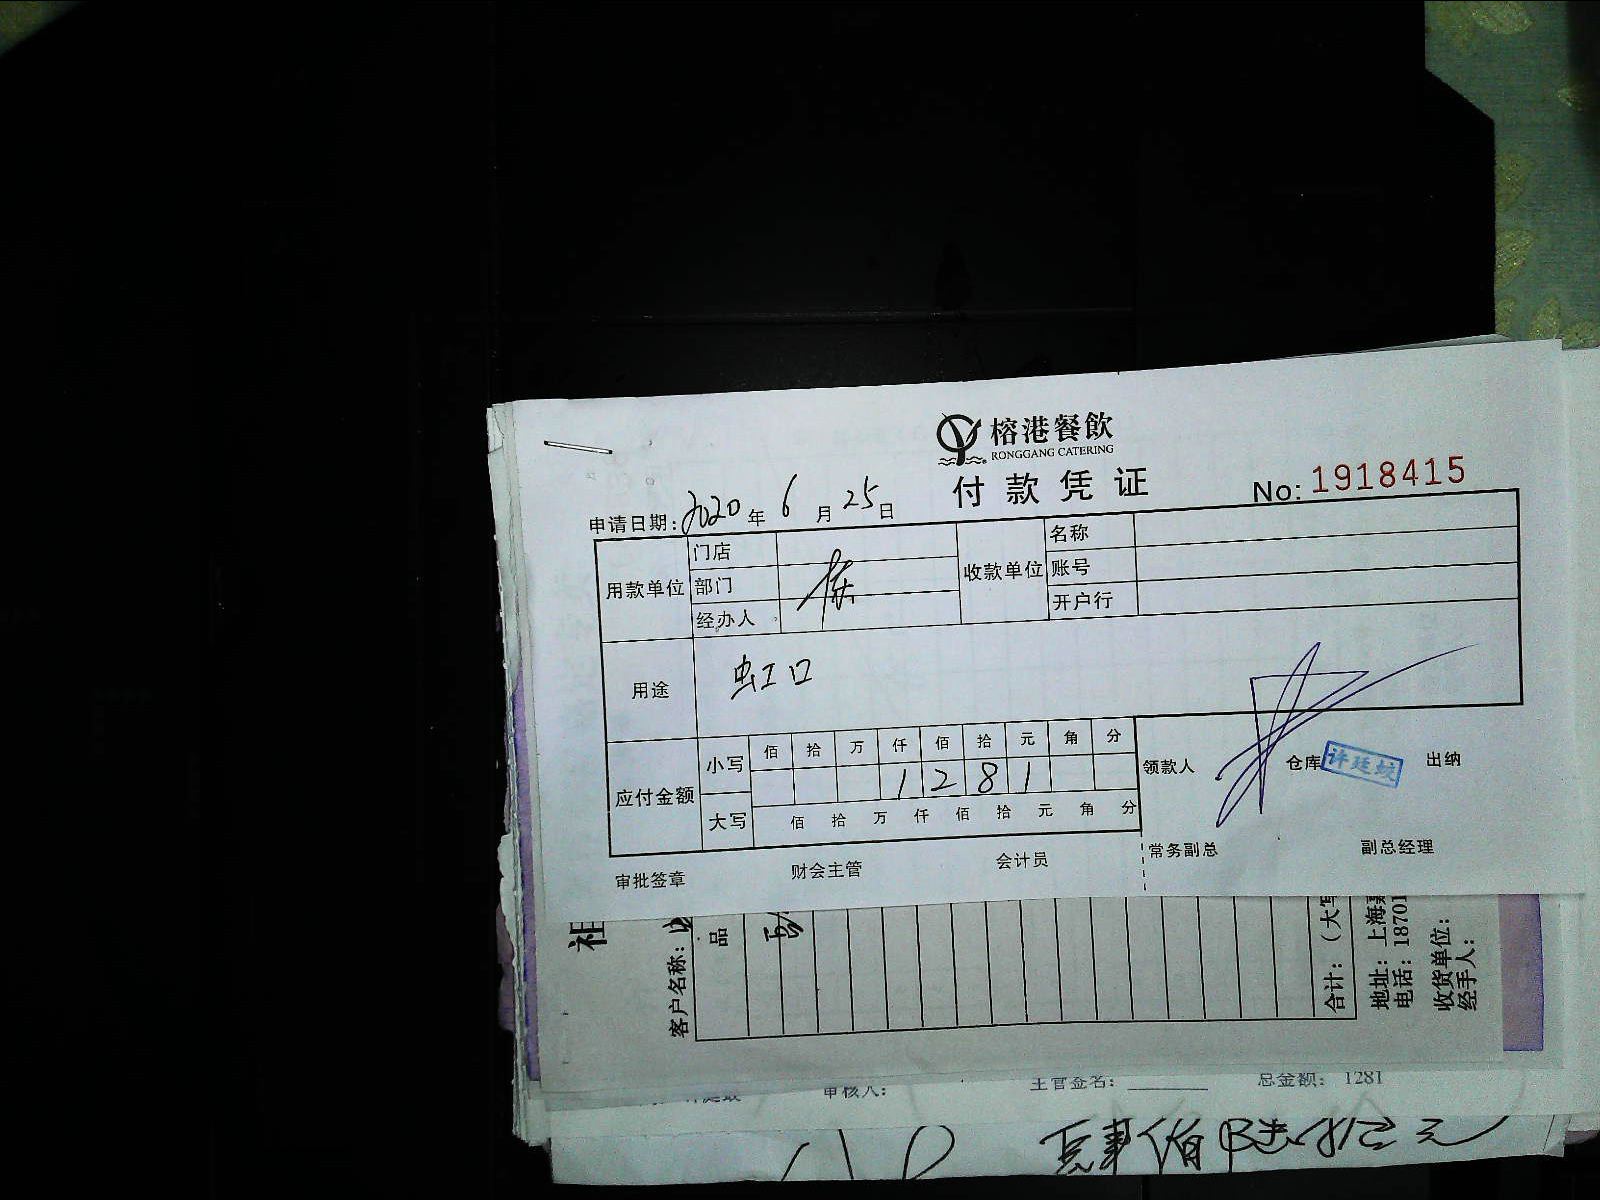 榕港餐飲
RONGGANG CATERING
付款凭证
No: 1918415
申请日期: 2020 年 6 月 25 日
用款单位 门店 收款单位 名称
部门 账号
经办人 开户行
用途 虹口
应付金额 小写 佰 拾 万 仟 佰 拾 元 角 分
1 2 8 1
大写 佰 拾 万 仟 佰 拾 元 角 分
领款人 仓库 许廷蛟 出纳
常务副总 副总经理
审批签章 财会主管 会计员
祖
客户名称:
品
合计:（大写
地址: 上海嘉
电话: 18701
收货单位:
经手人:
审核人: 主管签名: 总金额: 1281